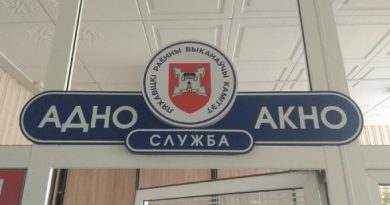 ЛЯХАВІЦКІ РАЁННЫ ВЫКАНАЎЧЫ КАМІТЭТ
АДНО АКНО
СЛУЖБА